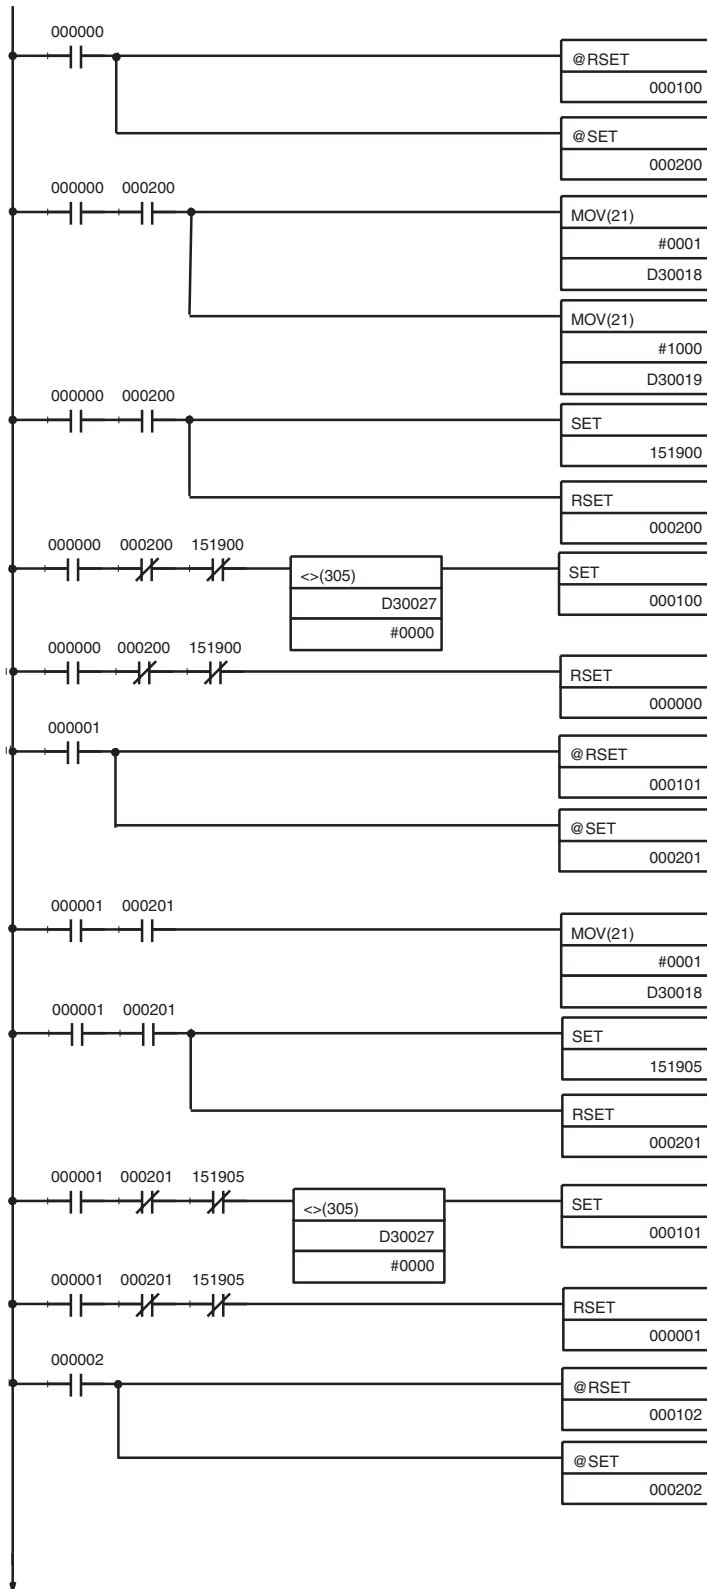 000000
@RSET
000100
@SET
000200
000000 000200
MOV(21)
#0001
D30018
MOV(21)
#1000
D30019
000000 000200
SET
151900
RSET
000200
000000 000200 151900
<>(305)
D30027
#0000
SET
000100
000000 000200 151900
RSET
000000
000001
@RSET
000101
@SET
000201
000001 000201
MOV(21)
#0001
D30018
000001 000201
SET
151905
RSET
000201
000001 000201 151905
<>(305)
D30027
#0000
SET
000101
000001 000201 151905
RSET
000001
000002
@RSET
000102
@SET
000202